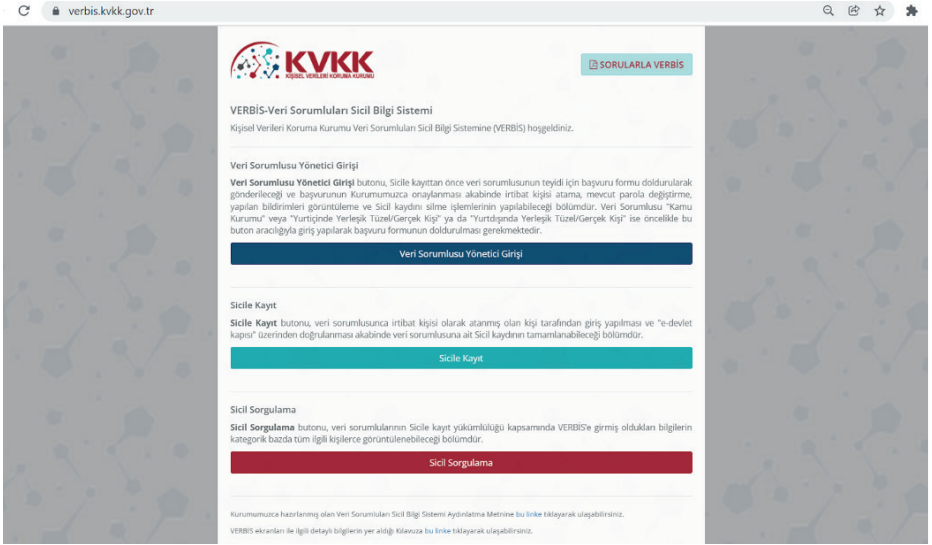 verbis.kvkk.gov.tr
KVKK
KİŞİSEL VERİLERİ KORUMA KURUMU
SORULARLA VERBİS
VERBİS-Veri Sorumluları Sicil Bilgi Sistemi
Kişisel Verileri Koruma Kurumu Veri Sorumluları Sicil Bilgi Sistemine (VERBİS) hoşgeldiniz.
Veri Sorumlusu Yönetici Girişi
Veri Sorumlusu Yönetici Girişi butonu, Sicile kayıttan önce veri sorumlusunun teyidi için başvuru formu doldurularak
gönderileceği ve başvurunun Kurumumuzca onaylanması akabinde irtibat kişisi atama, mevcut parola değiştirme,
yapılan bildirimleri görüntüleme ve Sicil kaydını silme işlemlerinin yapılabileceği bölümdür. Veri Sorumlusu "Kamu
Kurumu" veya "Yurtiçinde Yerleşik Tüzel/Gerçek Kişi" ya da "Yurtdışında Yerleşik Tüzel/Gerçek Kişi" ise öncelikle bu
buton aracılığıyla giriş yapılarak başvuru formunun doldurulması gerekmektedir.
Veri Sorumlusu Yönetici Girişi
Sicile Kayıt
Sicile Kayıt butonu, veri sorumlusunca irtibat kişisi olarak atanmış olan kişi tarafından giriş yapılması ve "e-devlet
kapısı" üzerinden doğrulanması akabinde veri sorumlusuna ait Sicil kaydının tamamlanabileceği bölümdür.
Sicile Kayıt
Sicil Sorgulama
Sicil Sorgulama butonu, veri sorumlularının Sicile kayıt yükümlülüğü kapsamında VERBİS'e girmiş oldukları bilgilerin
kategorik bazda tüm ilgili kişilerce görüntülenebileceği bölümdür.
Sicil Sorgulama
Kurumumuzca hazırlanmış olan Veri Sorumluları Sicil Bilgi Sistemi Aydınlatma Metnine bu linke tıklayarak ulaşabilirsiniz.
VERBİS ekranları ile ilgili detaylı bilgilerin yer aldığı Kılavuza bu linke tıklayarak ulaşabilirsiniz.